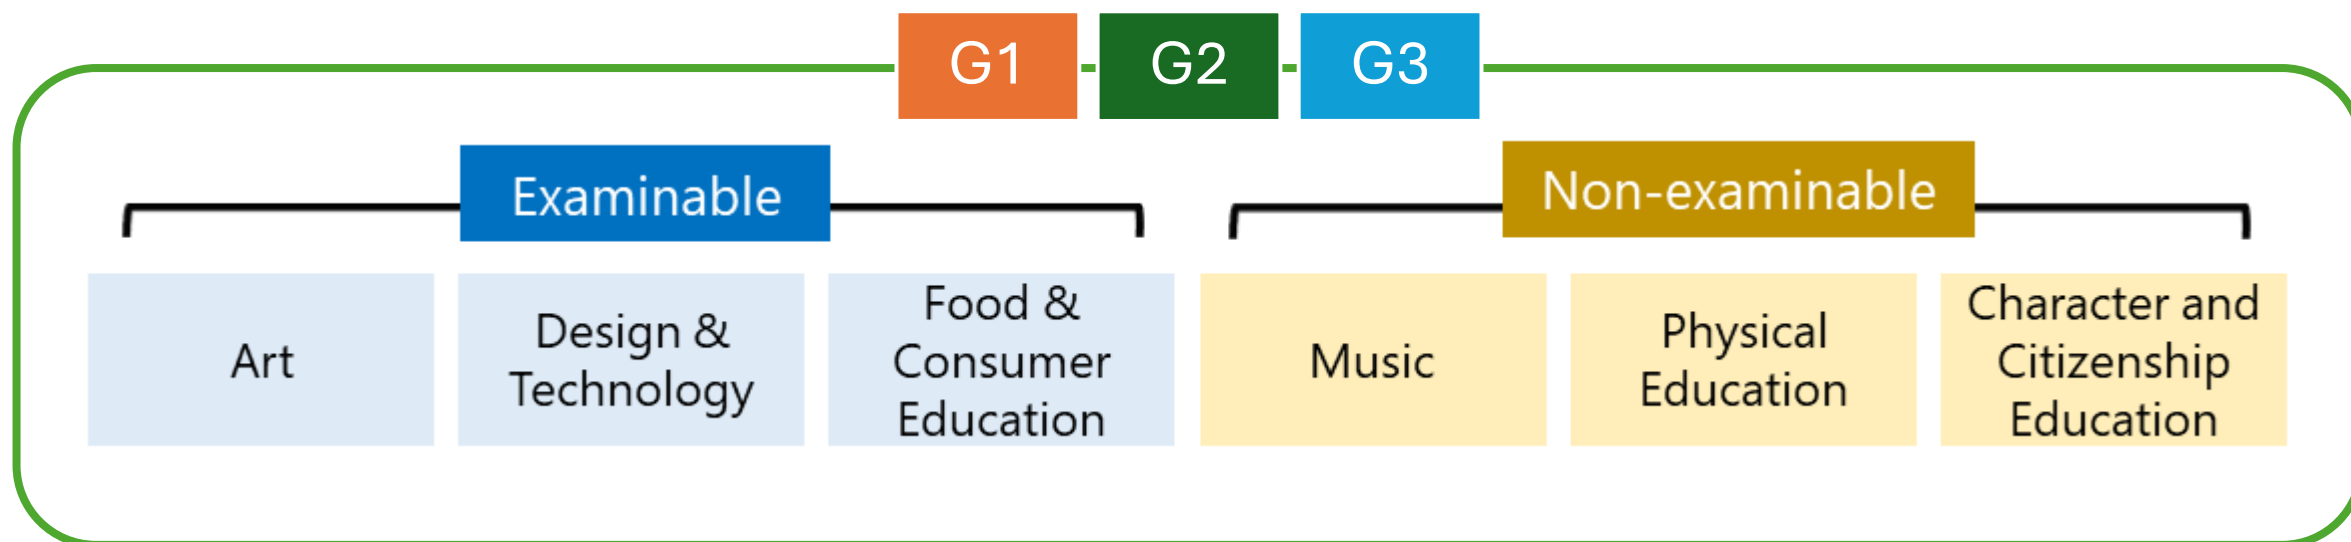 G1 G2 G3
Examinable
Non-examinable
Art
Design &
Technology
Food &
Consumer
Education
Music
Physical
Education
Character and
Citizenship
Education